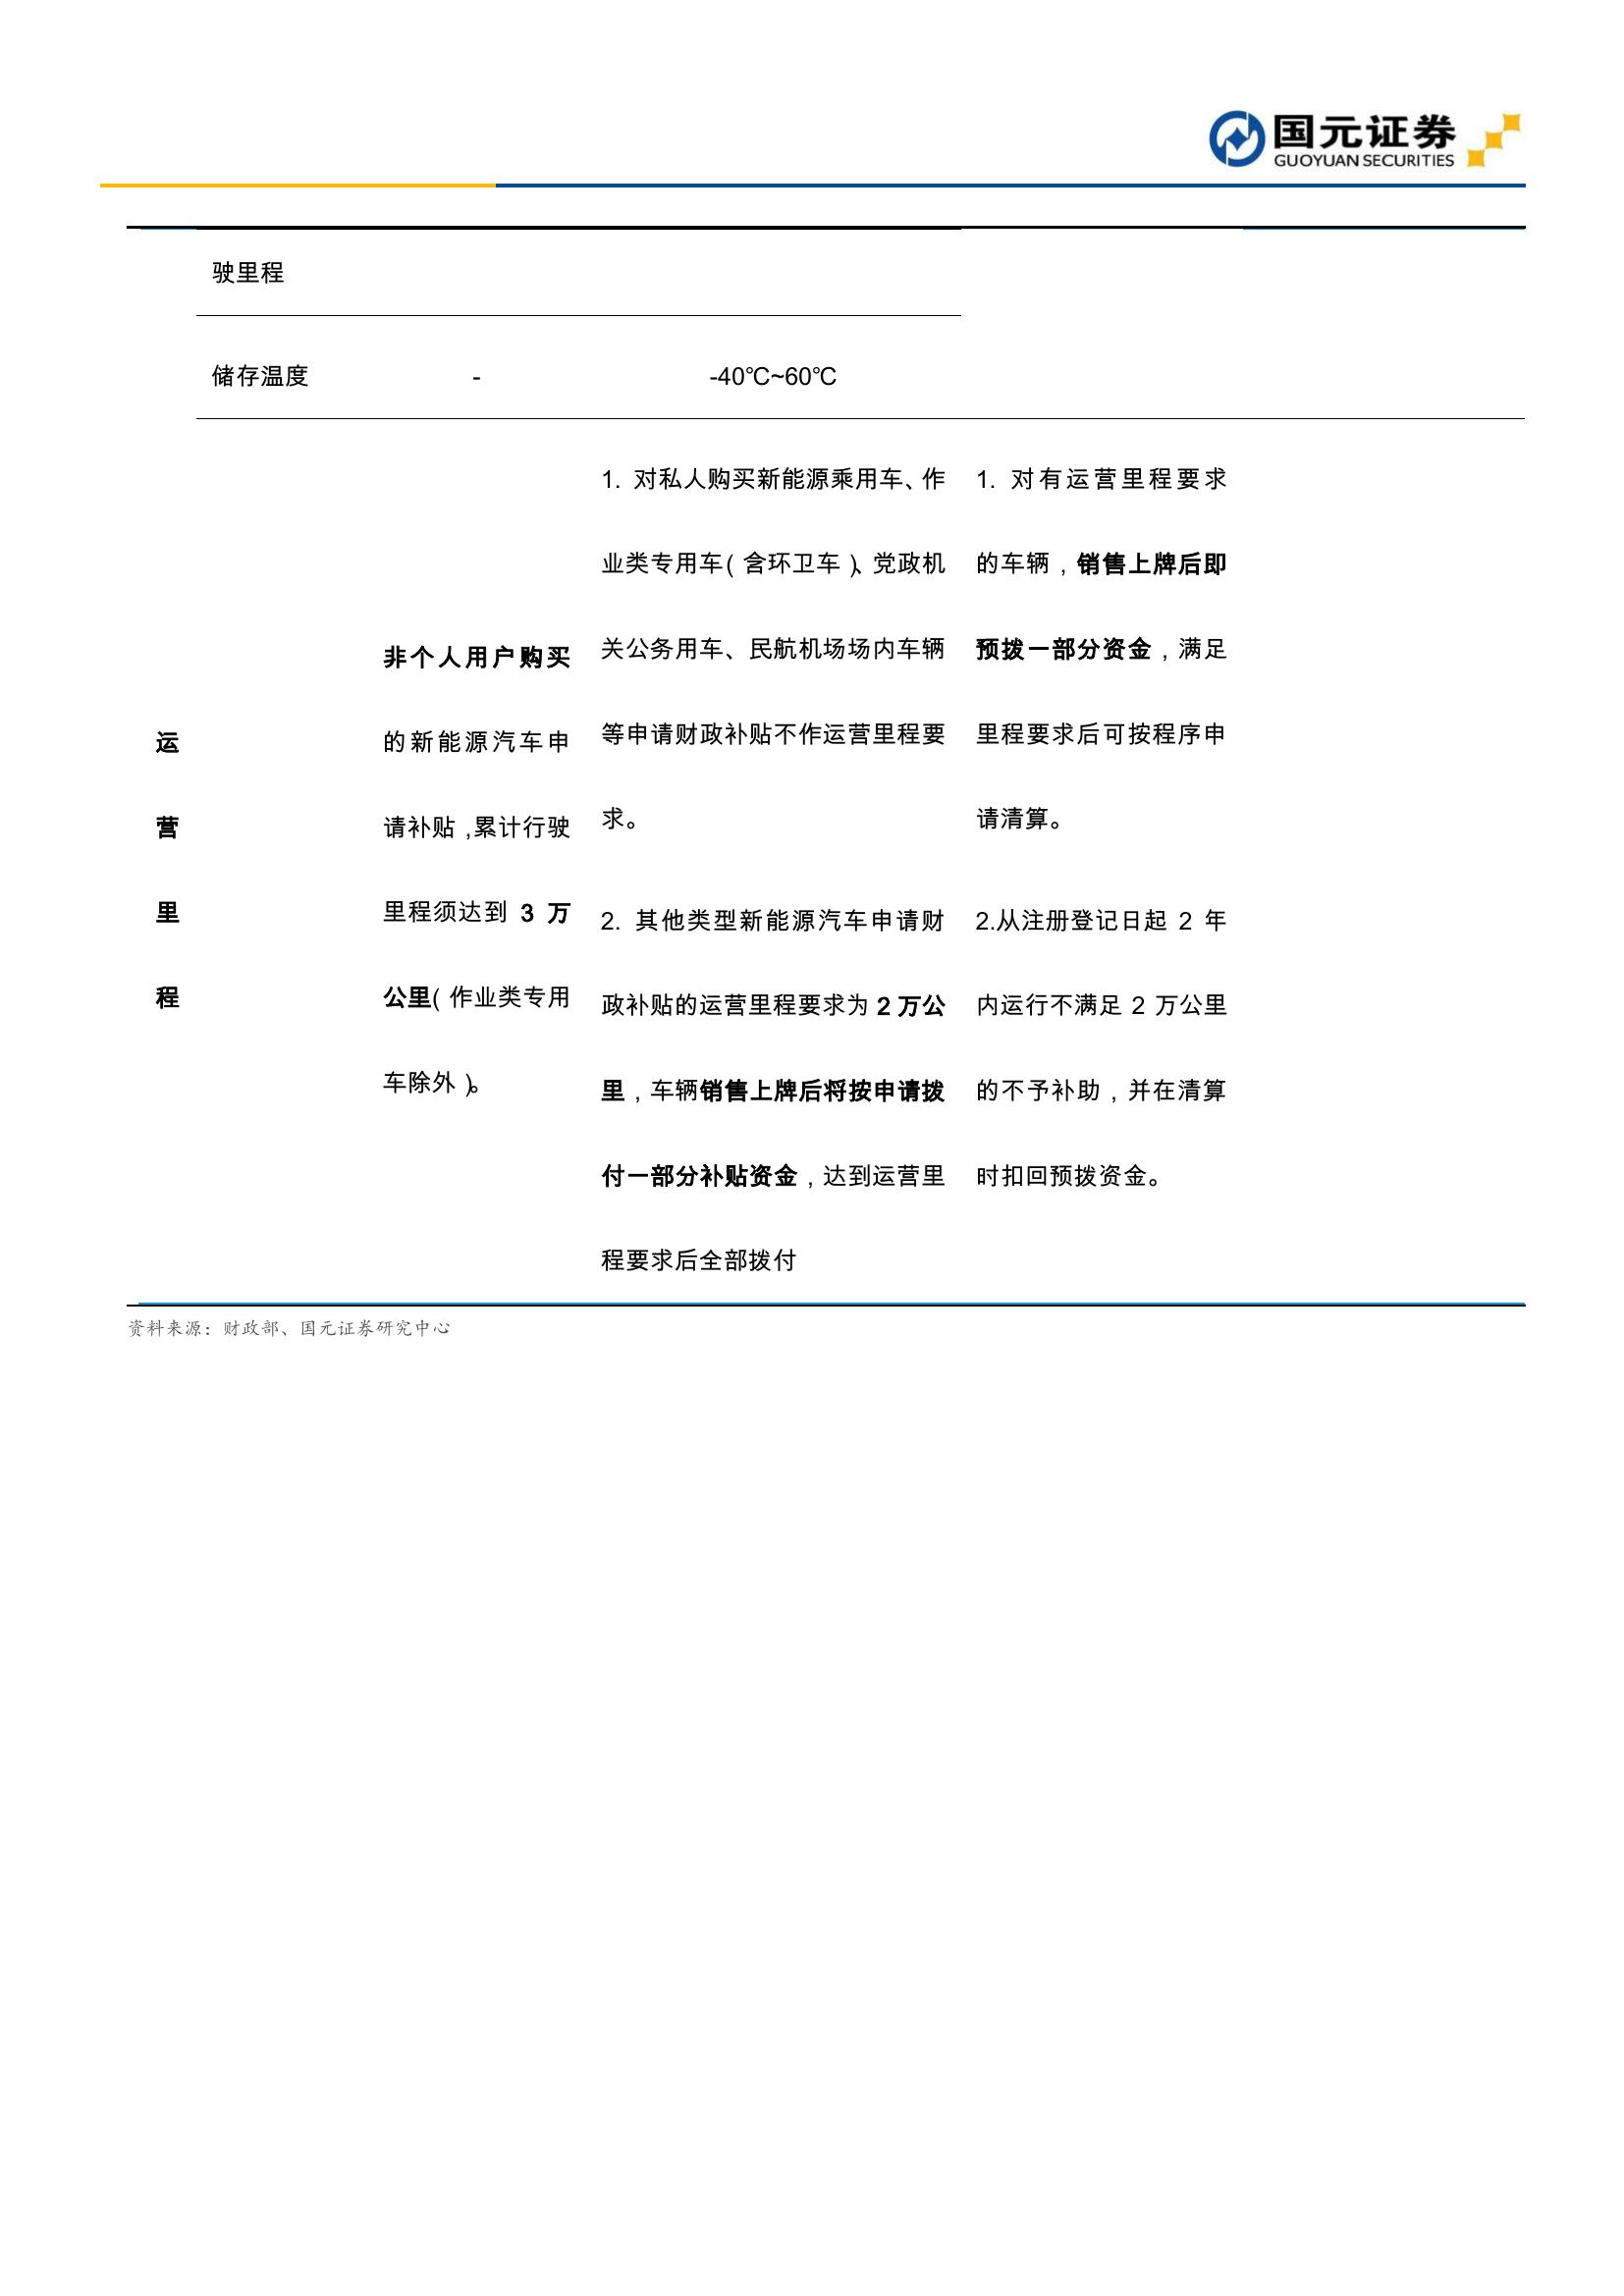 国元证券
GUOYUAN SECURITIES
驶里程
储存温度 - -40℃~60℃
运
营
里
程
非个人用户购买
的新能源汽车申
请补贴,累计行驶
里程须达到 3 万
公里(作业类专用
车除外)。
1. 对私人购买新能源乘用车、作
业类专用车(含环卫车)、党政机
关公务用车、民航机场场内车辆
等申请财政补贴不作运营里程要
求。
2. 其他类型新能源汽车申请财
政补贴的运营里程要求为 2 万公
里,车辆销售上牌后将按申请拨
付一部分补贴资金,达到运营里
程要求后全部拨付
1. 对有运营里程要求
的车辆,销售上牌后即
预拨一部分资金,满足
里程要求后可按程序申
请清算。
2.从注册登记日起 2 年
内运行不满足 2 万公里
的不予补助,并在清算
时扣回预拨资金。
资料来源:财政部、国元证券研究中心